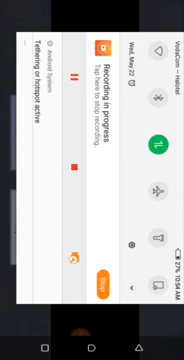 VodaCom — Halotel
27% 10:54 AM
Wed, May 22
Recording in progress
Tap here to stop recording.
Stop
Android System
Tethering or hotspot active
...